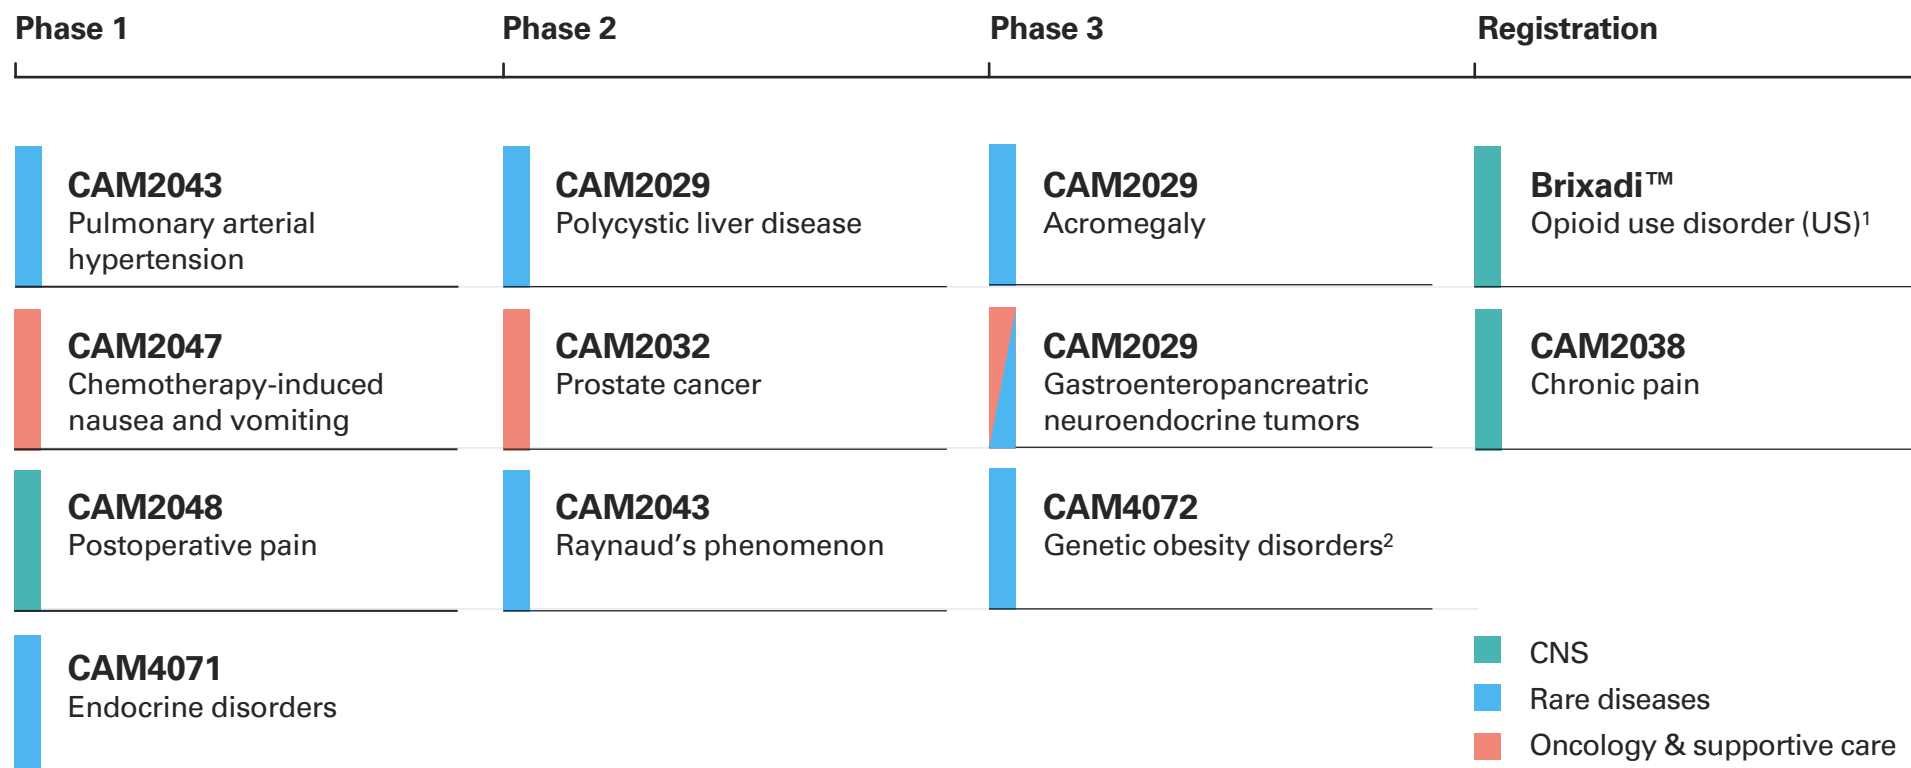 Phase 1
Phase 2
Phase 3
Registration
CAM2043
Pulmonary arterial
hypertension
CAM2029
Polycystic liver disease
CAM2029
Acromegaly
Brixadi™
Opioid use disorder (US)¹
CAM2047
Chemotherapy-induced
nausea and vomiting
CAM2032
Prostate cancer
CAM2029
Gastroenteropancreatric
neuroendocrine tumors
CAM2038
Chronic pain
CAM2048
Postoperative pain
CAM2043
Raynaud's phenomenon
CAM4072
Genetic obesity disorders²
CAM4071
Endocrine disorders
CNS
Rare diseases
Oncology & supportive care